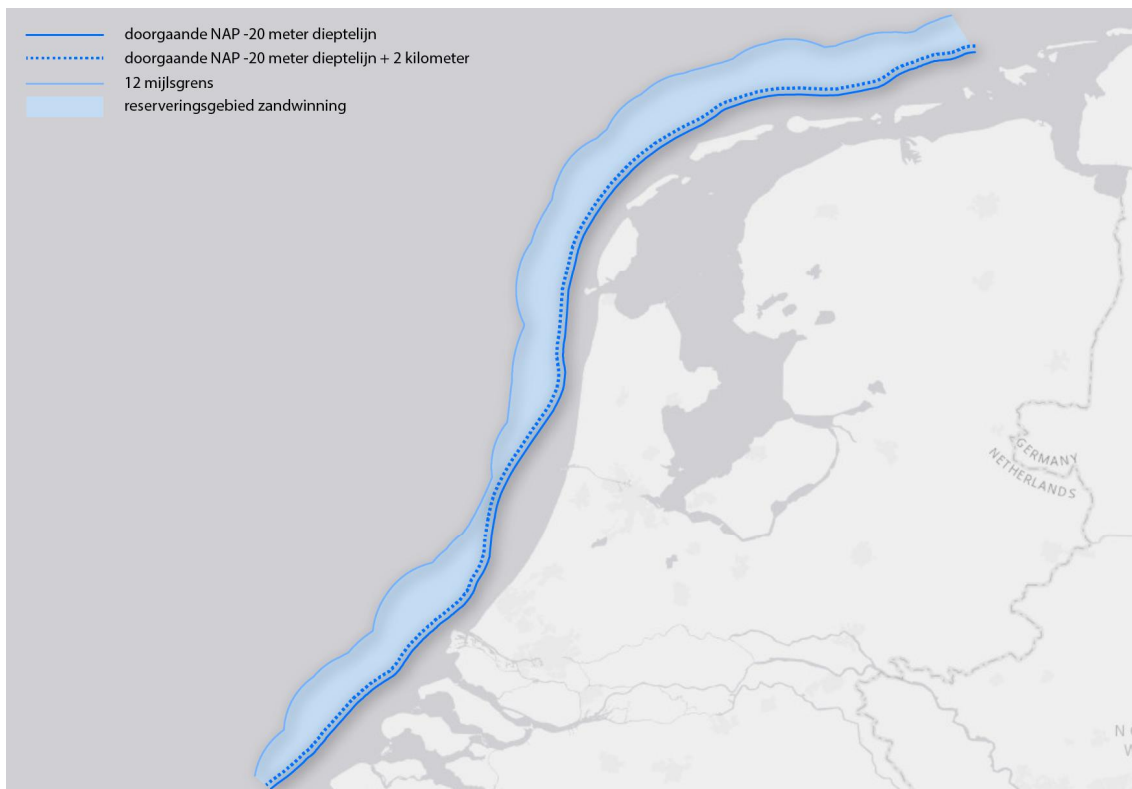 doorgaande NAP -20 meter dieptelijn
doorgaande NAP -20 meter dieptelijn + 2 kilometer
12 mijlsgrens
reserveringsgebied zandwinning
GERMANY
NETHERLANDS